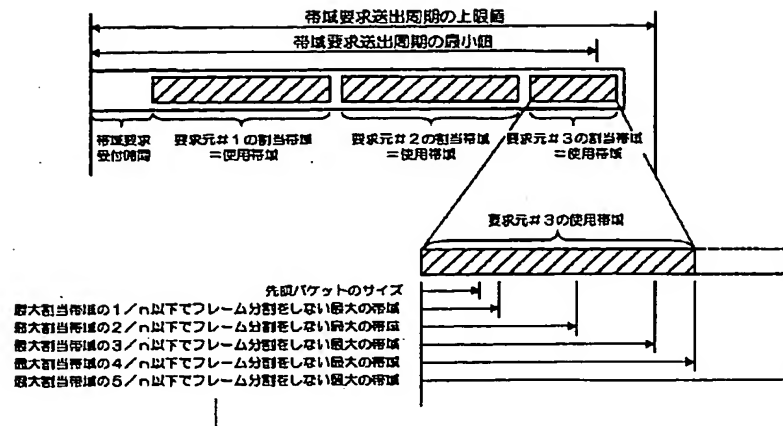 帯域要求送出周期の上限値
帯域要求送出周期の最小値
帯域要求
受付時間
要求元#1の割当帯域
=使用帯域
要求元#2の割当帯域
=使用帯域
要求元#3の割当帯域
=使用帯域
要求元#3の使用帯域
先頭パケットのサイズ
最大割当帯域の1/n以下でフレーム分割をしない最大の帯域
最大割当帯域の2/n以下でフレーム分割をしない最大の帯域
最大割当帯域の3/n以下でフレーム分割をしない最大の帯域
最大割当帯域の4/n以下でフレーム分割をしない最大の帯域
最大割当帯域の5/n以下でフレーム分割をしない最大の帯域